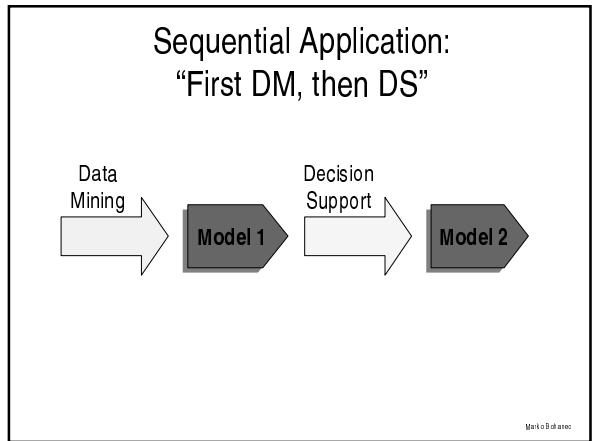 Sequential Application:
“First DM, then DS”
Data
Mining
Decision
Support
Model 1
Model 2
Marko Bohanec